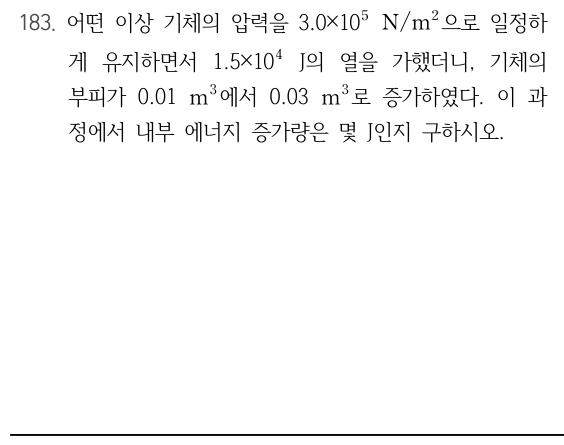 183. 어떤 이상 기체의 압력을 3.0×10⁵ N/m²으로 일정하
게 유지하면서 1.5×10⁴ J의 열을 가했더니, 기체의
부피가 0.01 m³에서 0.03 m³로 증가하였다. 이 과
정에서 내부 에너지 증가량은 몇 J인지 구하시오.